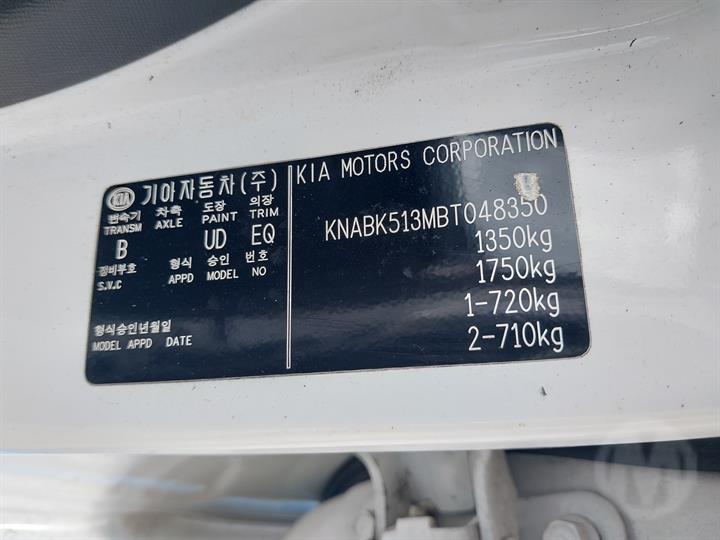 KIA 기아자동차(주)
변속기 차축 도장 의장
TRANSM AXLE PAINT TRIM
B UD EQ
정비부호 형식 승인 번호
S.V.C APPD MODEL NO
형식승인년월일
MODEL APPD DATE
KIA MOTORS CORPORATION
KNABK513MBT048350
1350kg
1750kg
1-720kg
2-710kg
M